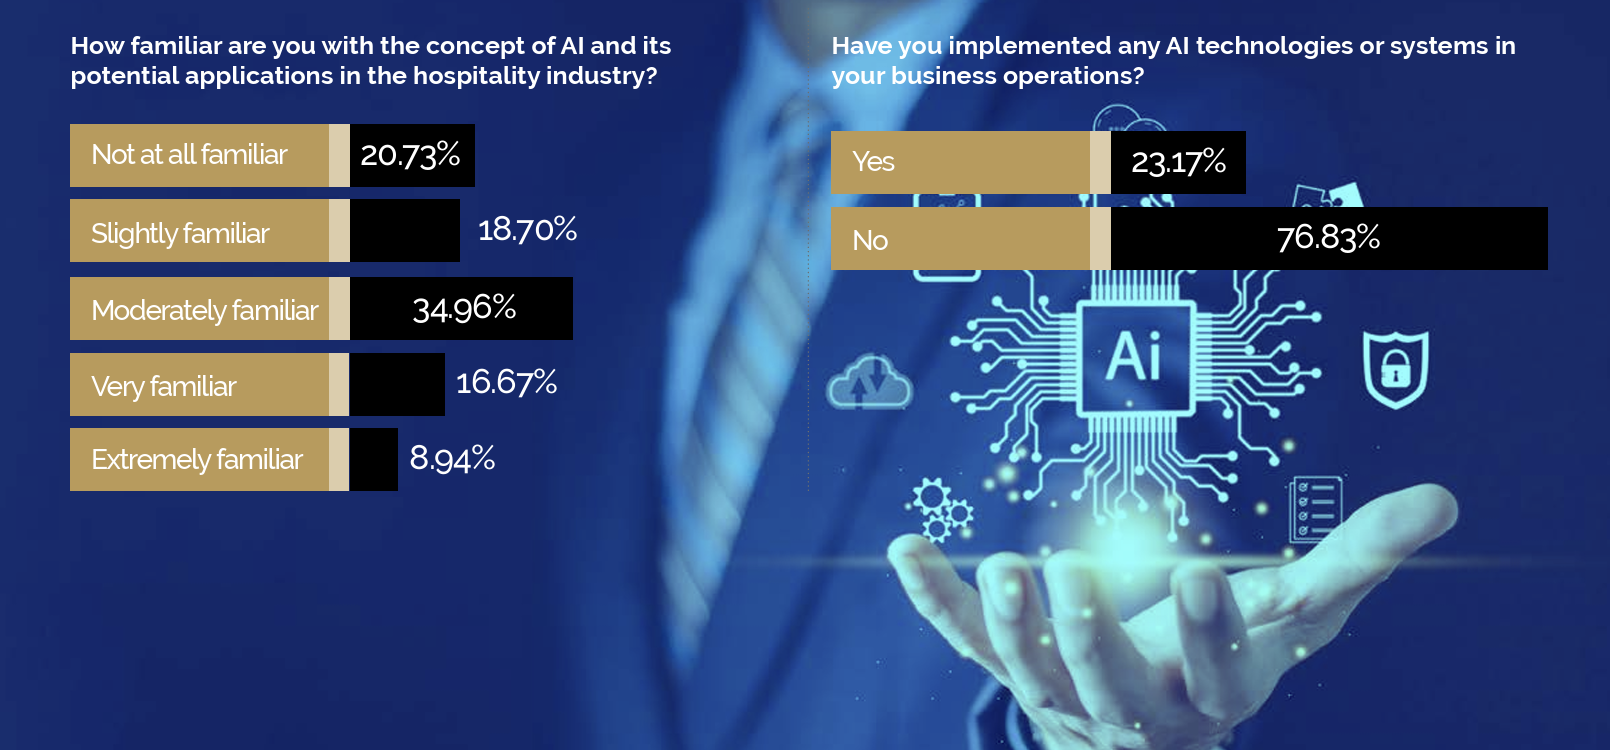 How familiar are you with the concept of AI and its
potential applications in the hospitality industry?
Not at all familiar 20.73%
Slightly familiar 18.70%
Moderately familiar 34.96%
Very familiar 16.67%
Extremely familiar 8.94%
Have you implemented any AI technologies or systems in
your business operations?
Yes 23.17%
No 76.83%
Ai